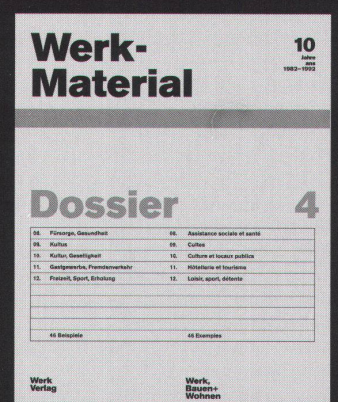 Werk-
Material
10
Jahre
ans
1982–1992
Dossier 4
08. Fürsorge, Gesundheit 08. Assistance sociale et santé
09. Kultus 09. Cultes
10. Kultur, Geselligkeit 10. Culture et locaux publics
11. Gastgewerbe, Fremdenverkehr 11. Hôtellerie et tourisme
12. Freizeit, Sport, Erholung 12. Loisir, sport, détente
46 Beispiele 46 Examples
Werk
Verlag
Werk,
Bauen+
Wohnen